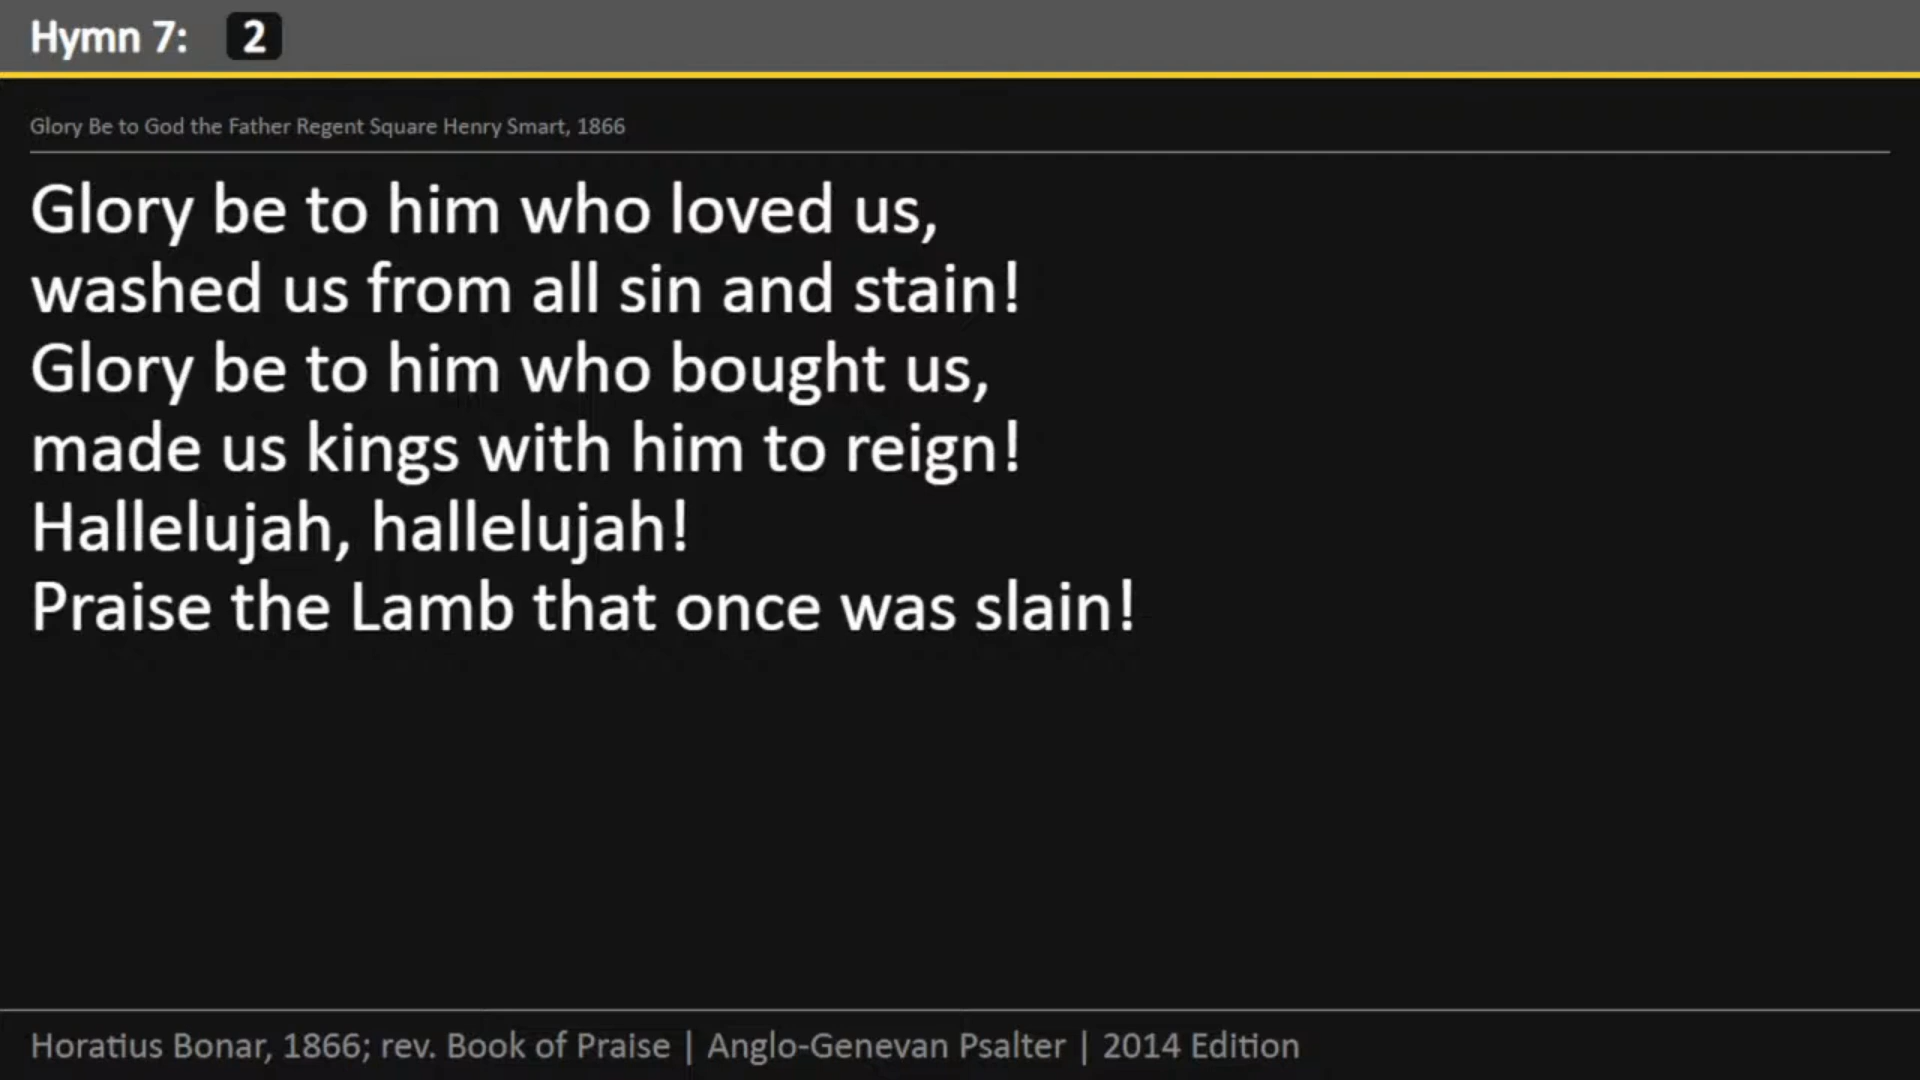 Hymn 7: 2
Glory Be to God the Father Regent Square Henry Smart, 1866
Glory be to him who loved us,
washed us from all sin and stain!
Glory be to him who bought us,
made us kings with him to reign!
Hallelujah, hallelujah!
Praise the Lamb that once was slain!
Horatius Bonar, 1866; rev. Book of Praise | Anglo-Genevan Psalter | 2014 Edition